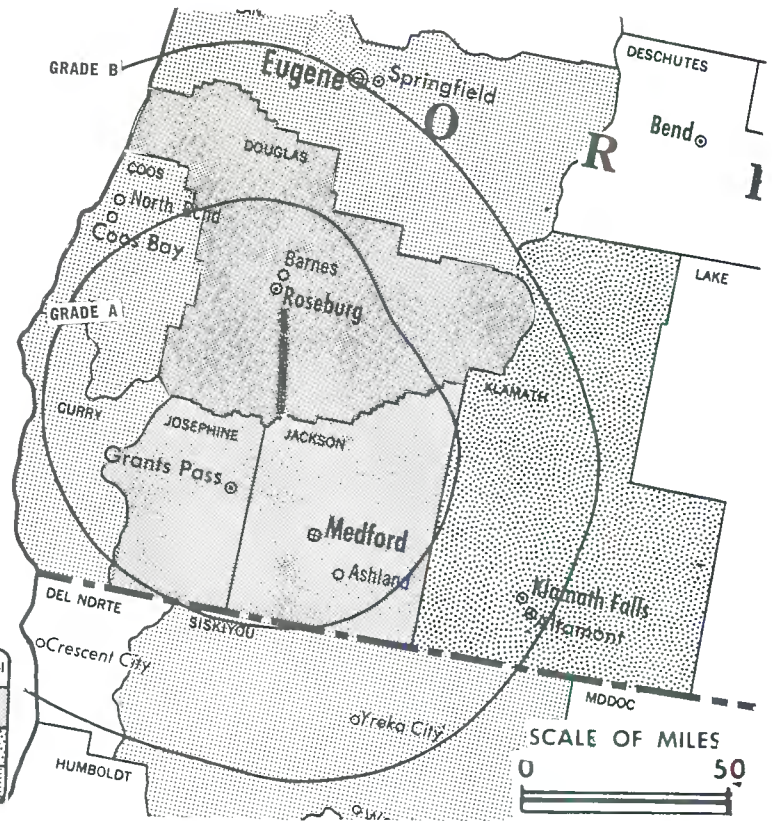 DESCHUTES
GRADE B
Eugene
Springfield
O
Bend
R
DOUGLAS
COOS
North Bend
Coos Bay
Barnes
LAKE
Roseburg
GRADE A
KLAMATH
CURRY
JOSEPHINE
JACKSON
Grants Pass
Medford
Ashland
Klamath Falls
Altamont
DEL NORTE
SISKIYOU
Crescent City
MDDOC
Yreka City
SCALE OF MILES
HUMBOLDT
0 50